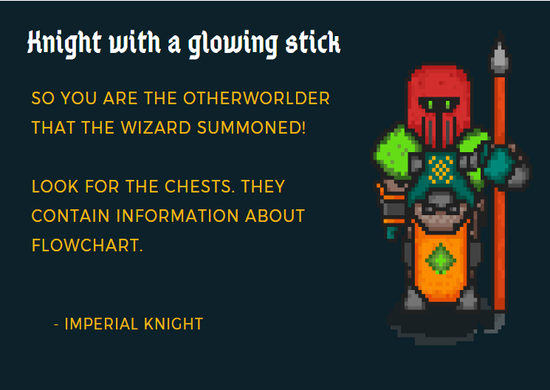 Knight with a glowing stick
SO YOU ARE THE OTHERWORLDER
THAT THE WIZARD SUMMONED!
LOOK FOR THE CHESTS. THEY
CONTAIN INFORMATION ABOUT
FLOWCHART.
- IMPERIAL KNIGHT